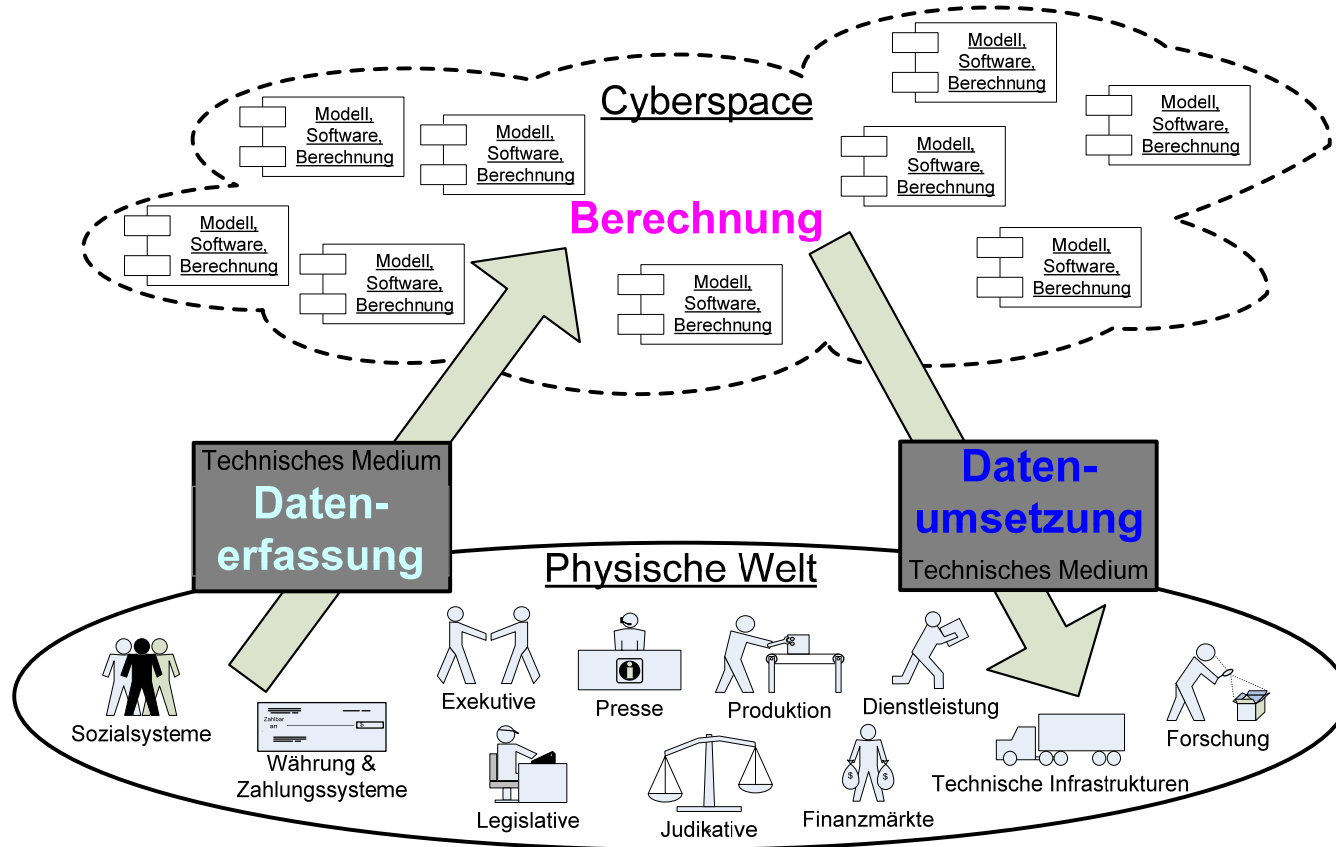 Modell,
Software,
Berechnung
Cyberspace
Modell,
Software,
Berechnung
Modell,
Software,
Berechnung
Modell,
Software,
Berechnung
Modell,
Software,
Berechnung
Modell,
Software,
Berechnung
Berechnung
Modell,
Software,
Berechnung
Modell,
Software,
Berechnung
Modell,
Software,
Berechnung
Technisches Medium
Daten-
erfassung
Daten-
umsetzung
Technisches Medium
Physische Welt
Sozialsysteme
Zahlbar
an
$
Währung &
Zahlungssysteme
Exekutive
i
Presse
Produktion
Dienstleistung
Forschung
Legislative
Judikative
$
$
Finanzmärkte
Technische Infrastrukturen